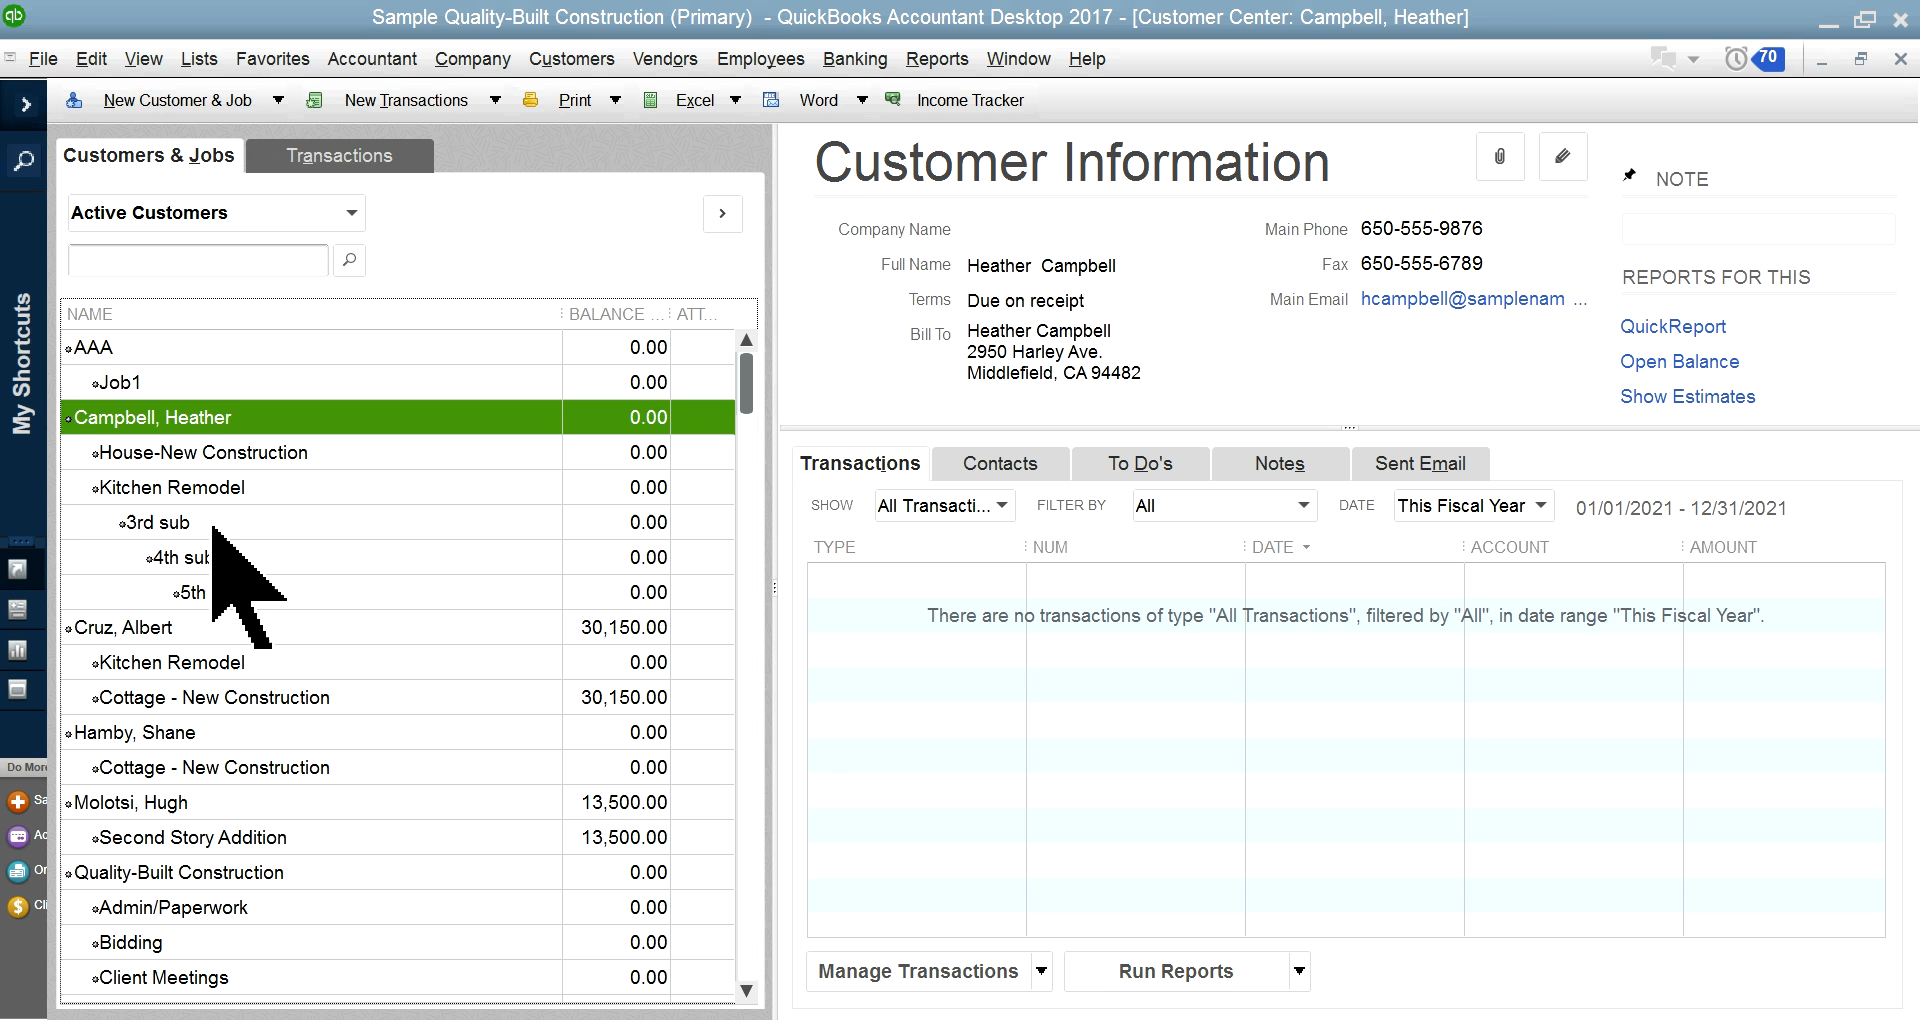 qb
Sample Quality-Built Construction (Primary) - QuickBooks Accountant Desktop 2017 - [Customer Center: Campbell, Heather]
File Edit View Lists Favorites Accountant Company Customers Vendors Employees Banking Reports Window Help
70
New Customer & Job New Transactions Print Excel Word Income Tracker
My Shortcuts
Do More
Customers & Jobs
Transactions
Active Customers
NAME BALANCE ... ATT...
AAA 0.00
Job1 0.00
Campbell, Heather 0.00
House-New Construction 0.00
Kitchen Remodel 0.00
3rd sub 0.00
4th sub 0.00
5th 0.00
Cruz, Albert 30,150.00
Kitchen Remodel 0.00
Cottage - New Construction 30,150.00
Hamby, Shane 0.00
Cottage - New Construction 0.00
Molotsi, Hugh 13,500.00
Second Story Addition 13,500.00
Quality-Built Construction 0.00
Admin/Paperwork 0.00
Bidding 0.00
Client Meetings 0.00
Customer Information
Company Name
Full Name Heather Campbell
Terms Due on receipt
Bill To Heather Campbell
2950 Harley Ave.
Middlefield, CA 94482
Main Phone 650-555-9876
Fax 650-555-6789
Main Email hcampbell@samplenam ...
NOTE
REPORTS FOR THIS
QuickReport
Open Balance
Show Estimates
Transactions Contacts To Do's Notes Sent Email
SHOW All Transacti... FILTER BY All DATE This Fiscal Year 01/01/2021 - 12/31/2021
TYPE NUM DATE ACCOUNT AMOUNT
There are no transactions of type "All Transactions", filtered by "All", in date range "This Fiscal Year".
Manage Transactions Run Reports